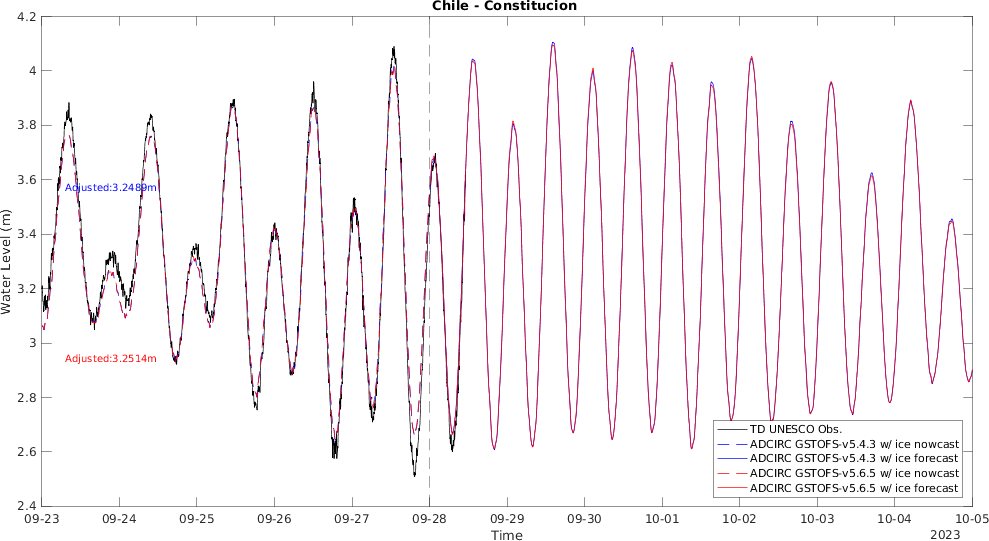 Chile - Constitucion
4.2
4
3.8
3.6
3.4
3.2
3
2.8
2.6
2.4
Water Level (m)
Adjusted:3.2489m
Adjusted:3.2514m
TD UNESCO Obs.
ADCIRC GSTOFS-v5.4.3 w/ ice nowcast
ADCIRC GSTOFS-v5.4.3 w/ ice forecast
ADCIRC GSTOFS-v5.6.5 w/ ice nowcast
ADCIRC GSTOFS-v5.6.5 w/ ice forecast
09-23 09-24 09-25 09-26 09-27 09-28 09-29 09-30 10-01 10-02 10-03 10-04 10-05
Time
2023